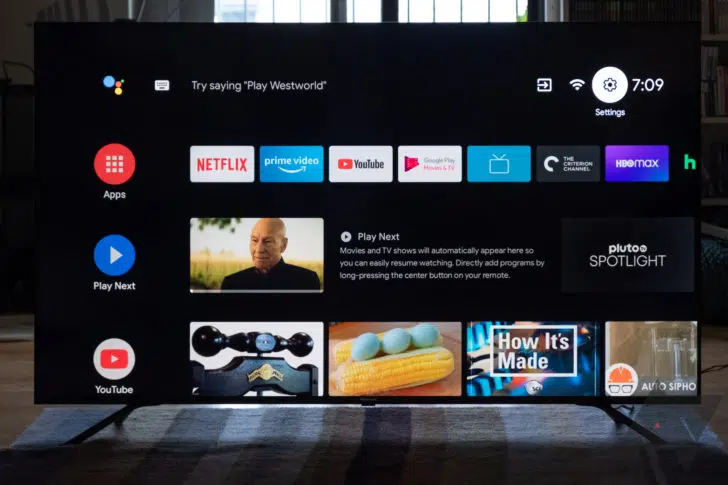 Try saying "Play Westworld"
7:09
Settings
NETFLIX
prime video
YouTube
Google Play
Movies & TV
THE
CRITERION
CHANNEL
HBOMAX
h
Apps
Play Next
Movies and TV shows will automatically appear here so
you can easily resume watching. Directly add programs by
long-pressing the center button on your remote.
pluto tv
SPOTLIGHT
Play Next
How It's
Made
AUTO SIPHO
YouTube